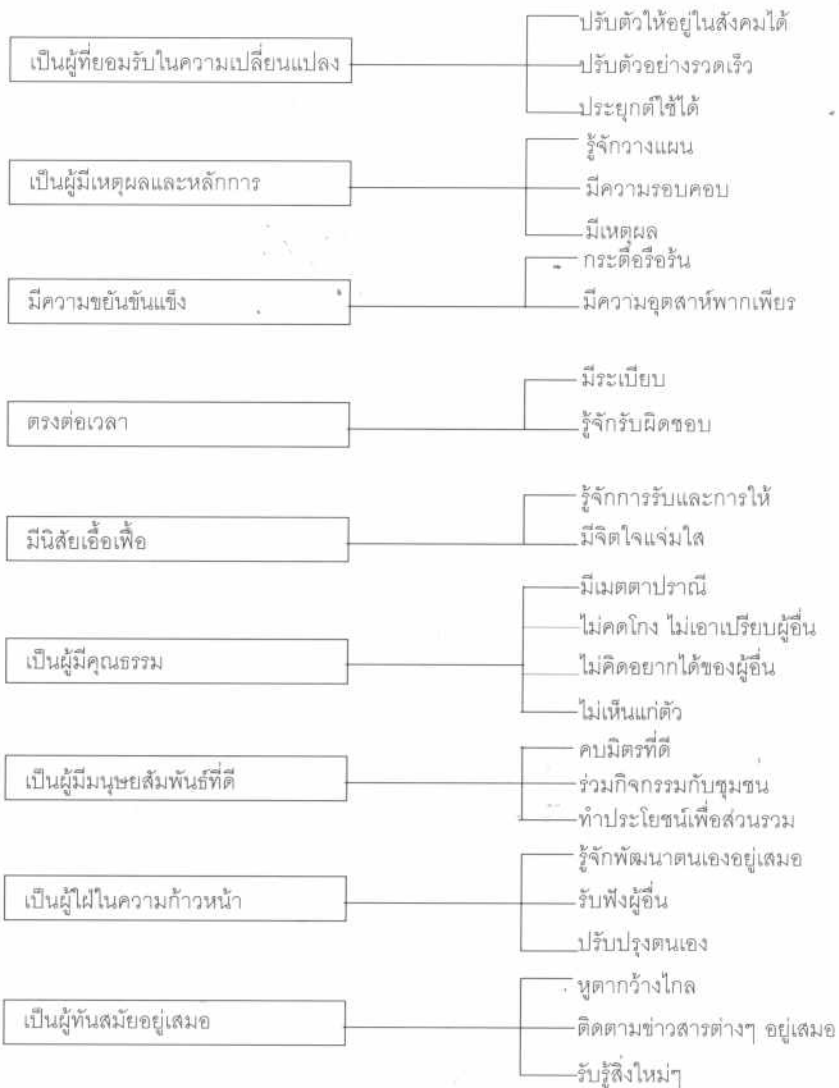 ปรับตัวให้อยู่ในสังคมได้
เป็นผู้ที่ยอมรับในความเปลี่ยนแปลง
ปรับตัวอย่างรวดเร็ว
ประยุกต์ใช้ได้
รู้จักวางแผน
เป็นผู้มีเหตุผลและหลักการ
มีความรอบคอบ
มีเหตุผล
กระตือรือร้น
มีความขยันขันแข็ง
มีความอุตสาห์พากเพียร
มีระเบียบ
ตรงต่อเวลา
รู้จักรับผิดชอบ
รู้จักการรับและการให้
มีนิสัยเอื้อเฟื้อ
มีจิตใจแจ่มใส
มีเมตตาปราณี
ไม่คดโกง ไม่เอาเปรียบผู้อื่น
เป็นผู้มีคุณธรรม
ไม่คิดอยากได้ของผู้อื่น
ไม่เห็นแก่ตัว
คบมิตรที่ดี
เป็นผู้มีมนุษยสัมพันธ์ที่ดี
ร่วมกิจกรรมกับชุมชน
ทำประโยชน์เพื่อส่วนรวม
รู้จักพัฒนาตนเองอยู่เสมอ
เป็นผู้ใฝ่ในความก้าวหน้า
รับฟังผู้อื่น
ปรับปรุงตนเอง
หูตากว้างไกล
เป็นผู้ทันสมัยอยู่เสมอ
ติดตามข่าวสารต่างๆ อยู่เสมอ
รับรู้สิ่งใหม่ๆ